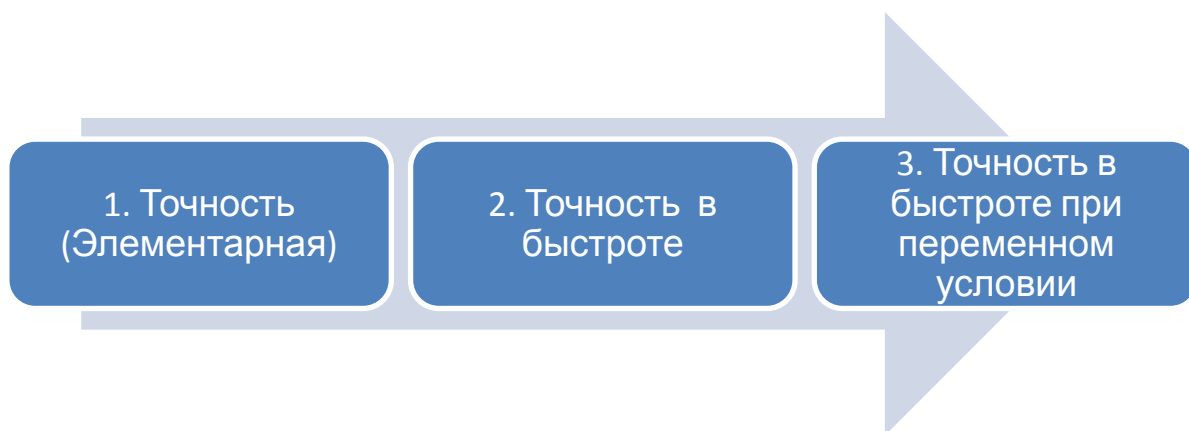 1. Точность
(Элементарная)
2. Точность в
быстроте
3. Точность в
быстроте при
переменном
условии